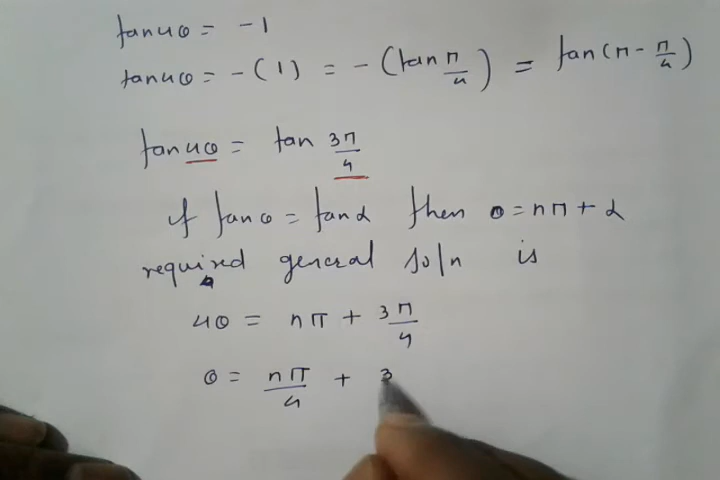 tan4θ = -1
tan4θ = -(1) = -(tan π/4) = tan(π - π/4)
tan4θ = tan 3π/4
if tanθ = tanα then θ = nπ + α
required general soln is
4θ = nπ + 3π/4
θ = nπ/4 + 3